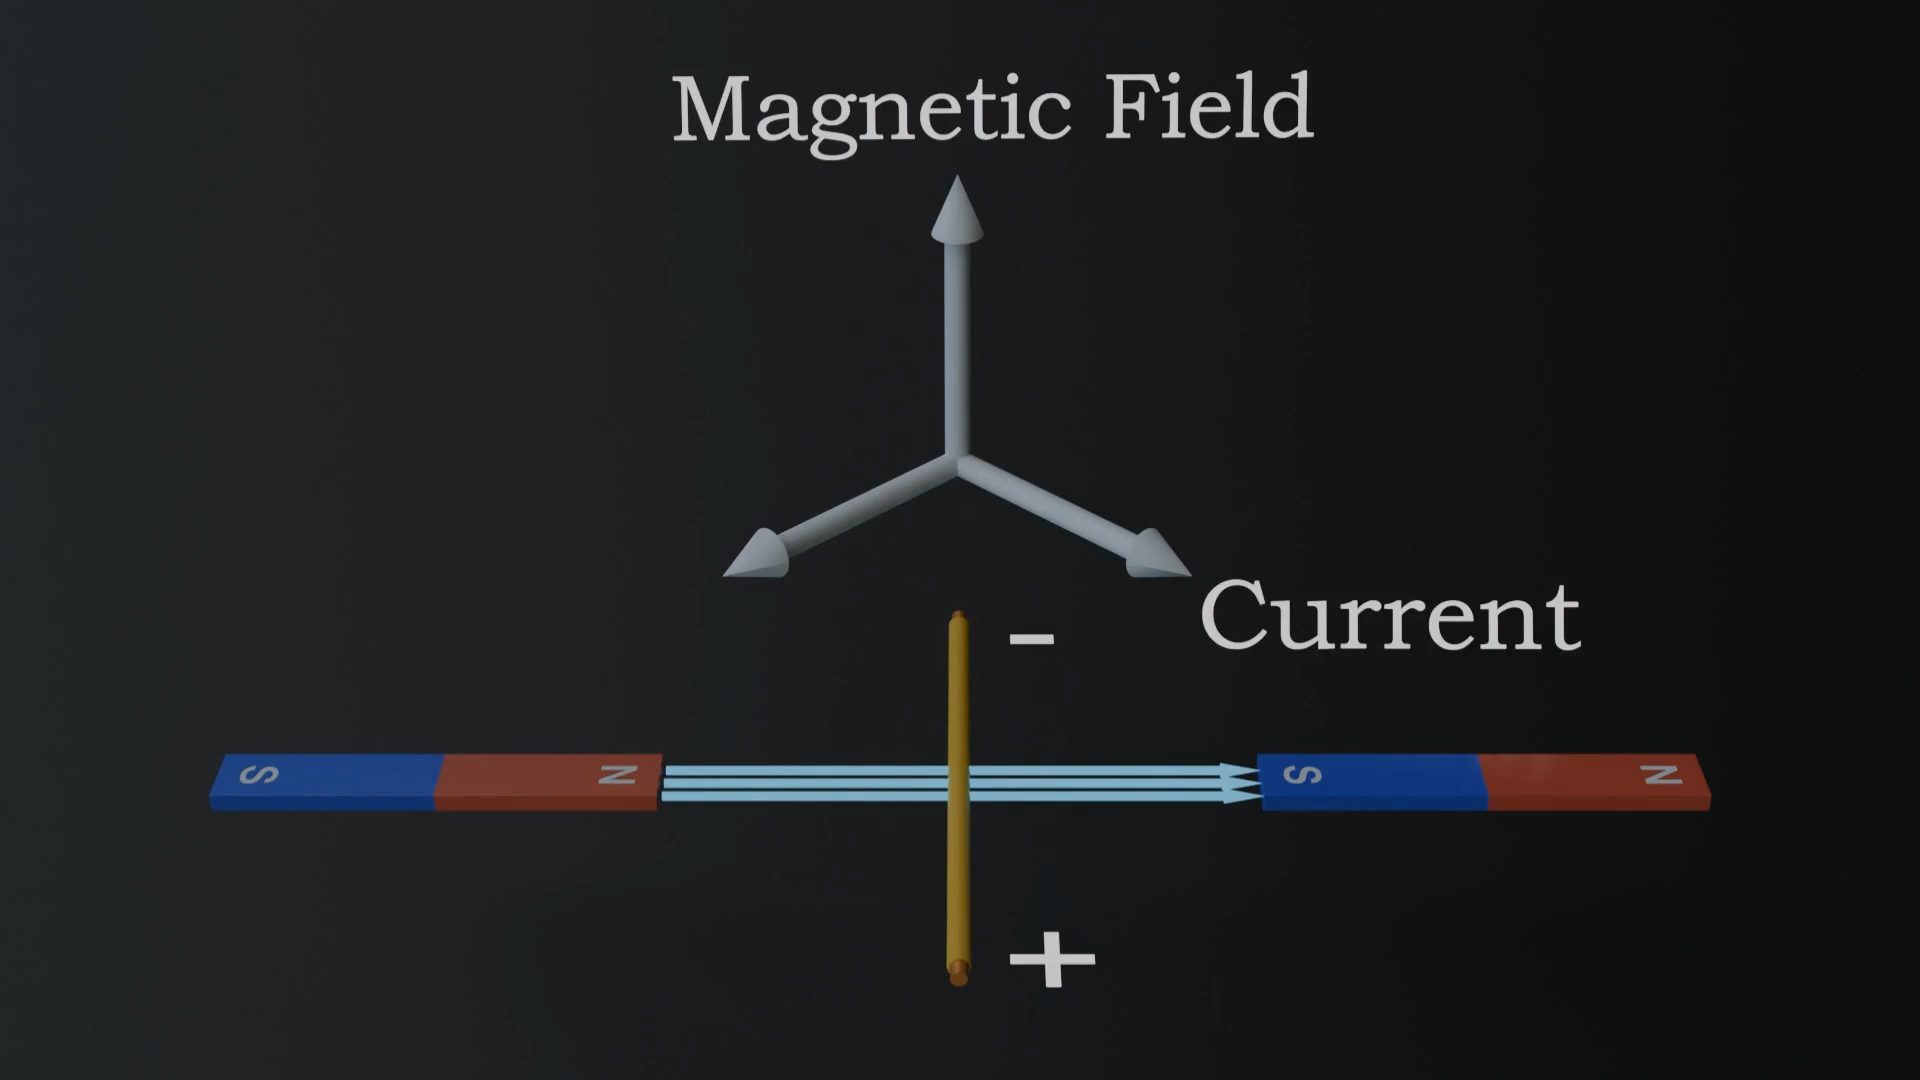 Magnetic Field
Current
-
S N S N
+